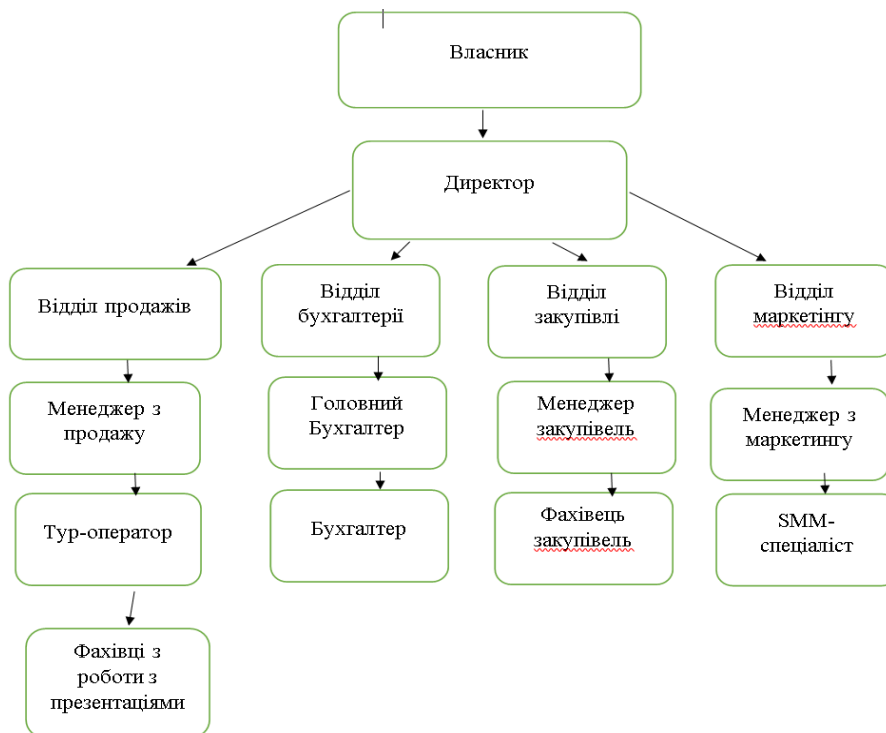 Власник
Директор
Відділ продажів
Відділ
бухгалтерії
Відділ
закупівлі
Відділ
маркетінгу
Менеджер з
продажу
Головний
Бухгалтер
Менеджер
закупівель
Менеджер з
маркетингу
Тур-оператор
Бухгалтер
Фахівець
закупівель
SMM-
спеціаліст
Фахівці з
роботи з
презентаціями